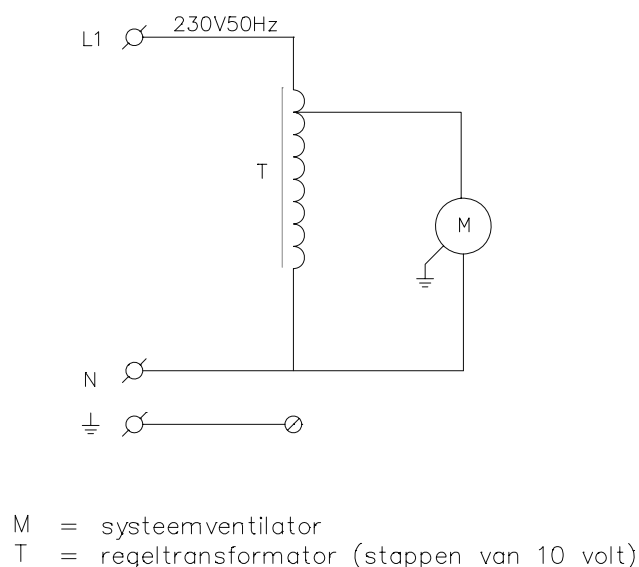 230V50Hz
L1
T
M
N
M = systeemventilator
T = regeltransformator (stappen van 10 volt)